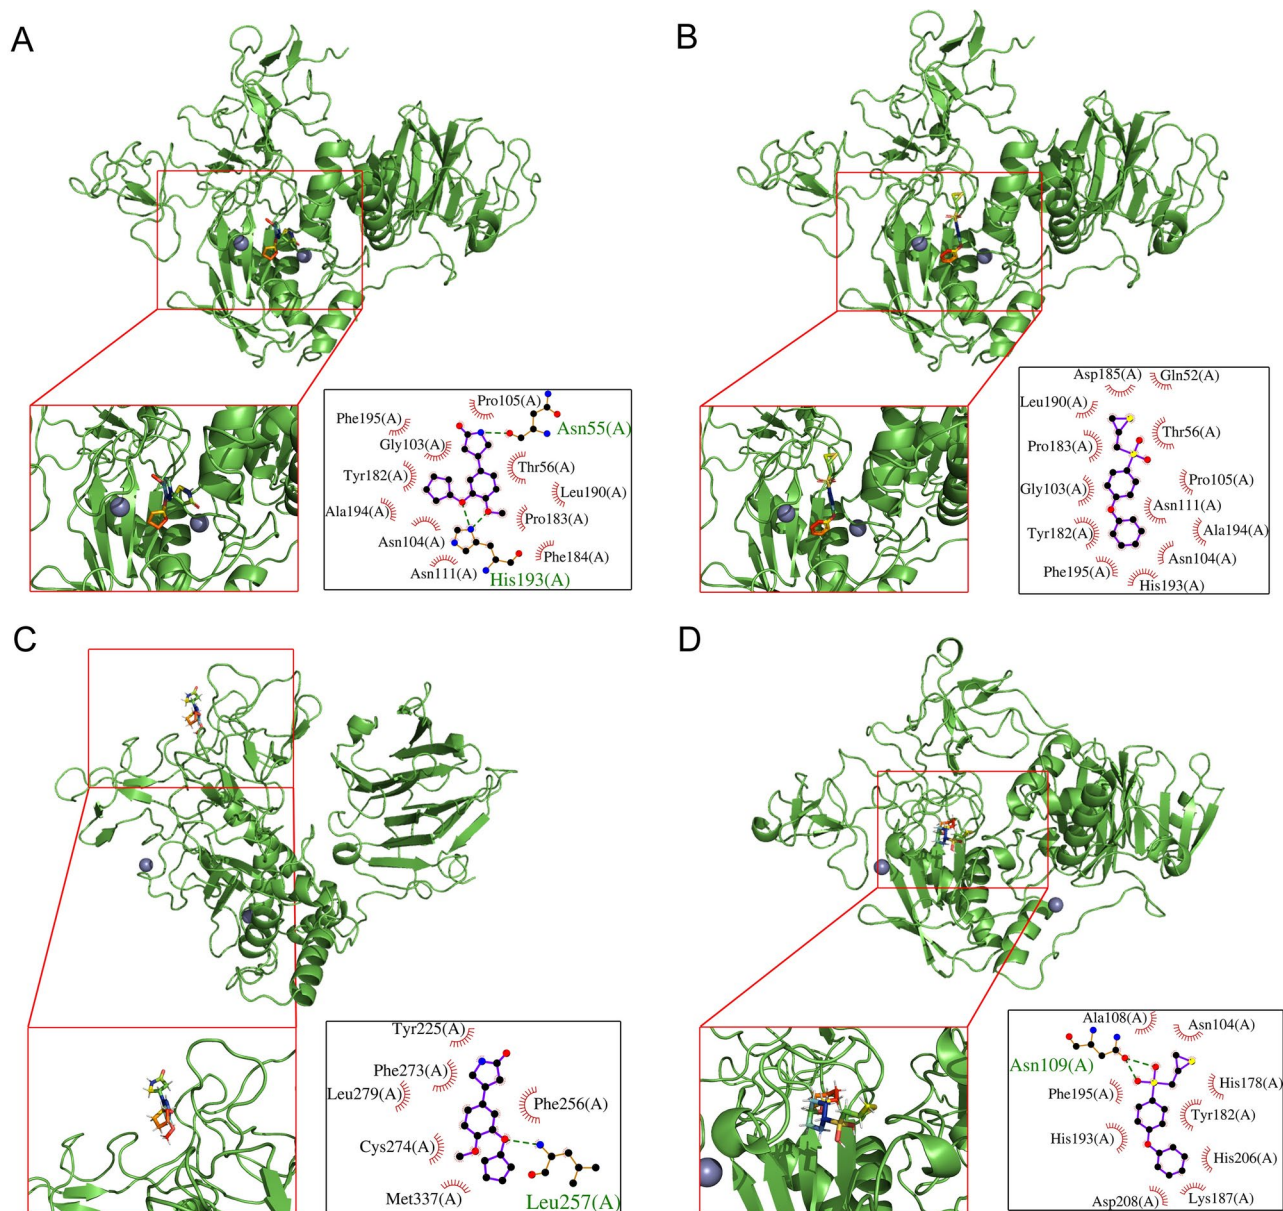 A
B
Pro105(A)
Phe195(A)
Asn55(A)
Gly103(A)
Thr56(A)
Tyr182(A)
Leu190(A)
Ala194(A)
Pro183(A)
Asn104(A)
Phe184(A)
Asn111(A)
His193(A)
Asp185(A)
Gln52(A)
Leu190(A)
Thr56(A)
Pro183(A)
Pro105(A)
Gly103(A)
Asn111(A)
Tyr182(A)
Ala194(A)
Asn104(A)
Phe195(A)
His193(A)
C
D
Tyr225(A)
Phe273(A)
Leu279(A)
Phe256(A)
Cys274(A)
Met337(A)
Leu257(A)
Ala108(A)
Asn104(A)
Asn109(A)
Phe195(A)
His178(A)
Tyr182(A)
His193(A)
His206(A)
Asp208(A)
Lys187(A)